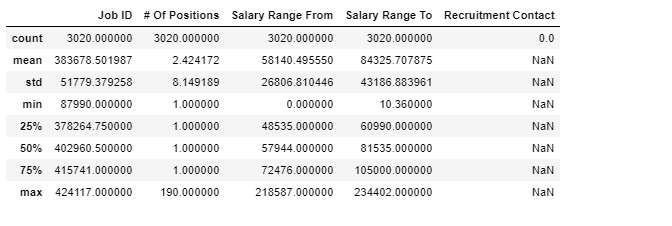 Job ID # Of Positions Salary Range From Salary Range To Recruitment Contact
count 3020.000000 3020.000000 3020.000000 3020.000000 0.0
mean 383678.501987 2.424172 58140.495550 84325.707875 NaN
std 51779.379258 8.149189 26806.810446 43186.883961 NaN
min 87990.000000 1.000000 0.000000 10.360000 NaN
25% 378264.750000 1.000000 48535.000000 60990.000000 NaN
50% 402960.500000 1.000000 57944.000000 81535.000000 NaN
75% 415741.000000 1.000000 72476.000000 105000.000000 NaN
max 424117.000000 190.000000 218587.000000 234402.000000 NaN